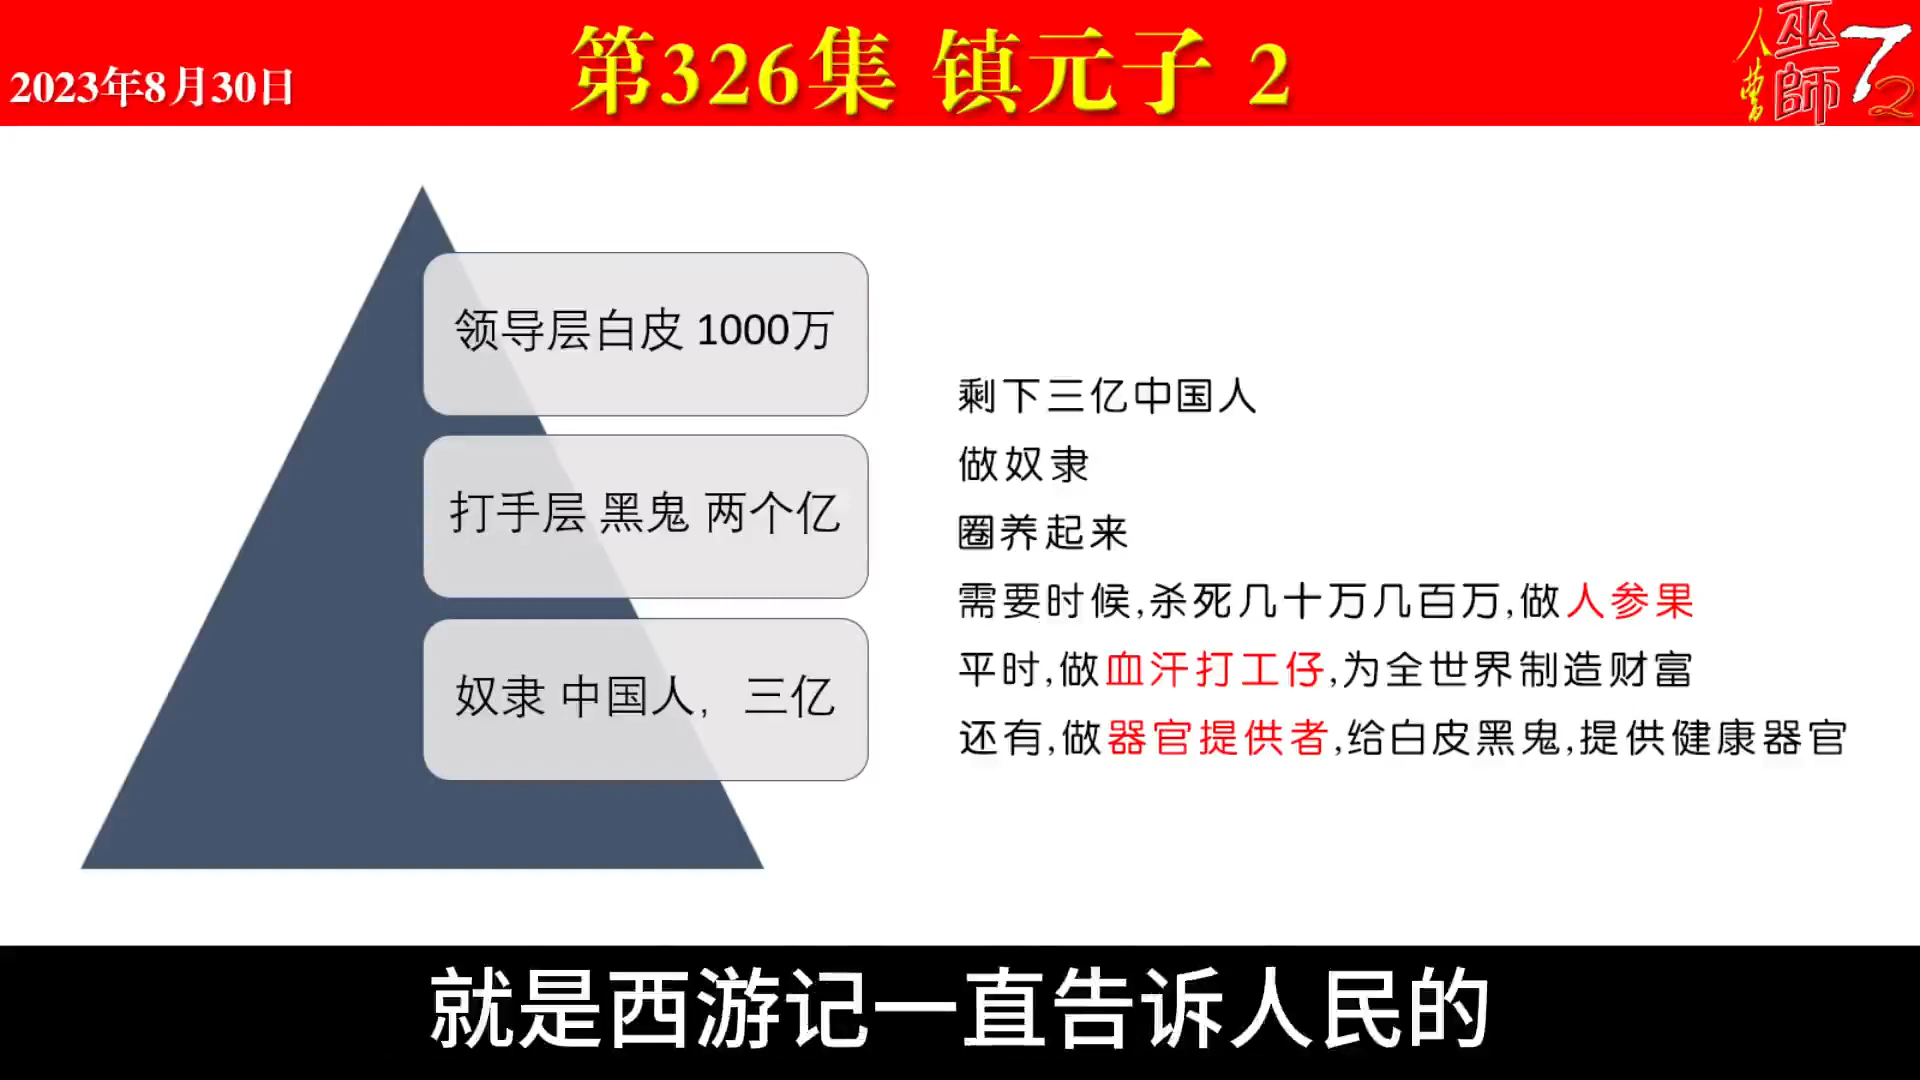 2023年8月30日
第326集 镇元子 2
人曹
巫師
72
领导层白皮 1000万
打手层 黑鬼 两个亿
奴隶 中国人，三亿
剩下三亿中国人
做奴隶
圈养起来
需要时候,杀死几十万几百万,做人参果
平时,做血汗打工仔,为全世界制造财富
还有,做器官提供者,给白皮黑鬼,提供健康器官
就是西游记一直告诉人民的